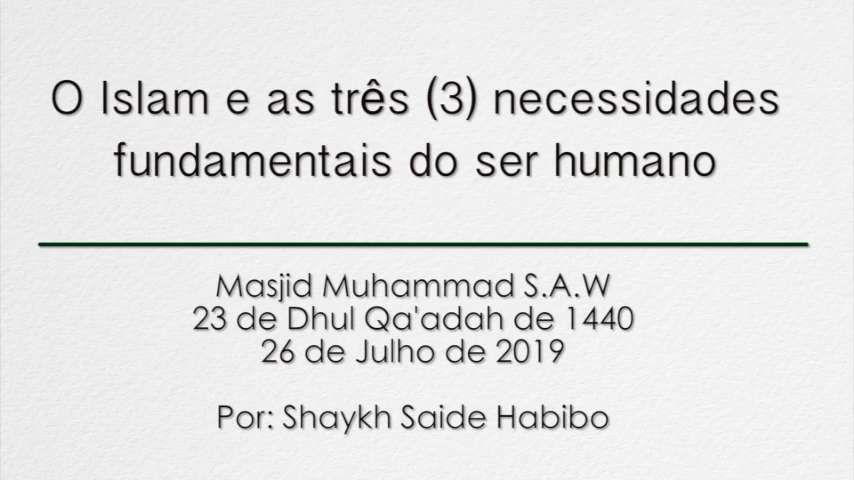 O Islam e as três (3) necessidades
fundamentais do ser humano
Masjid Muhammad S.A.W
23 de Dhul Qa'adah de 1440
26 de Julho de 2019
Por: Shaykh Saide Habibo